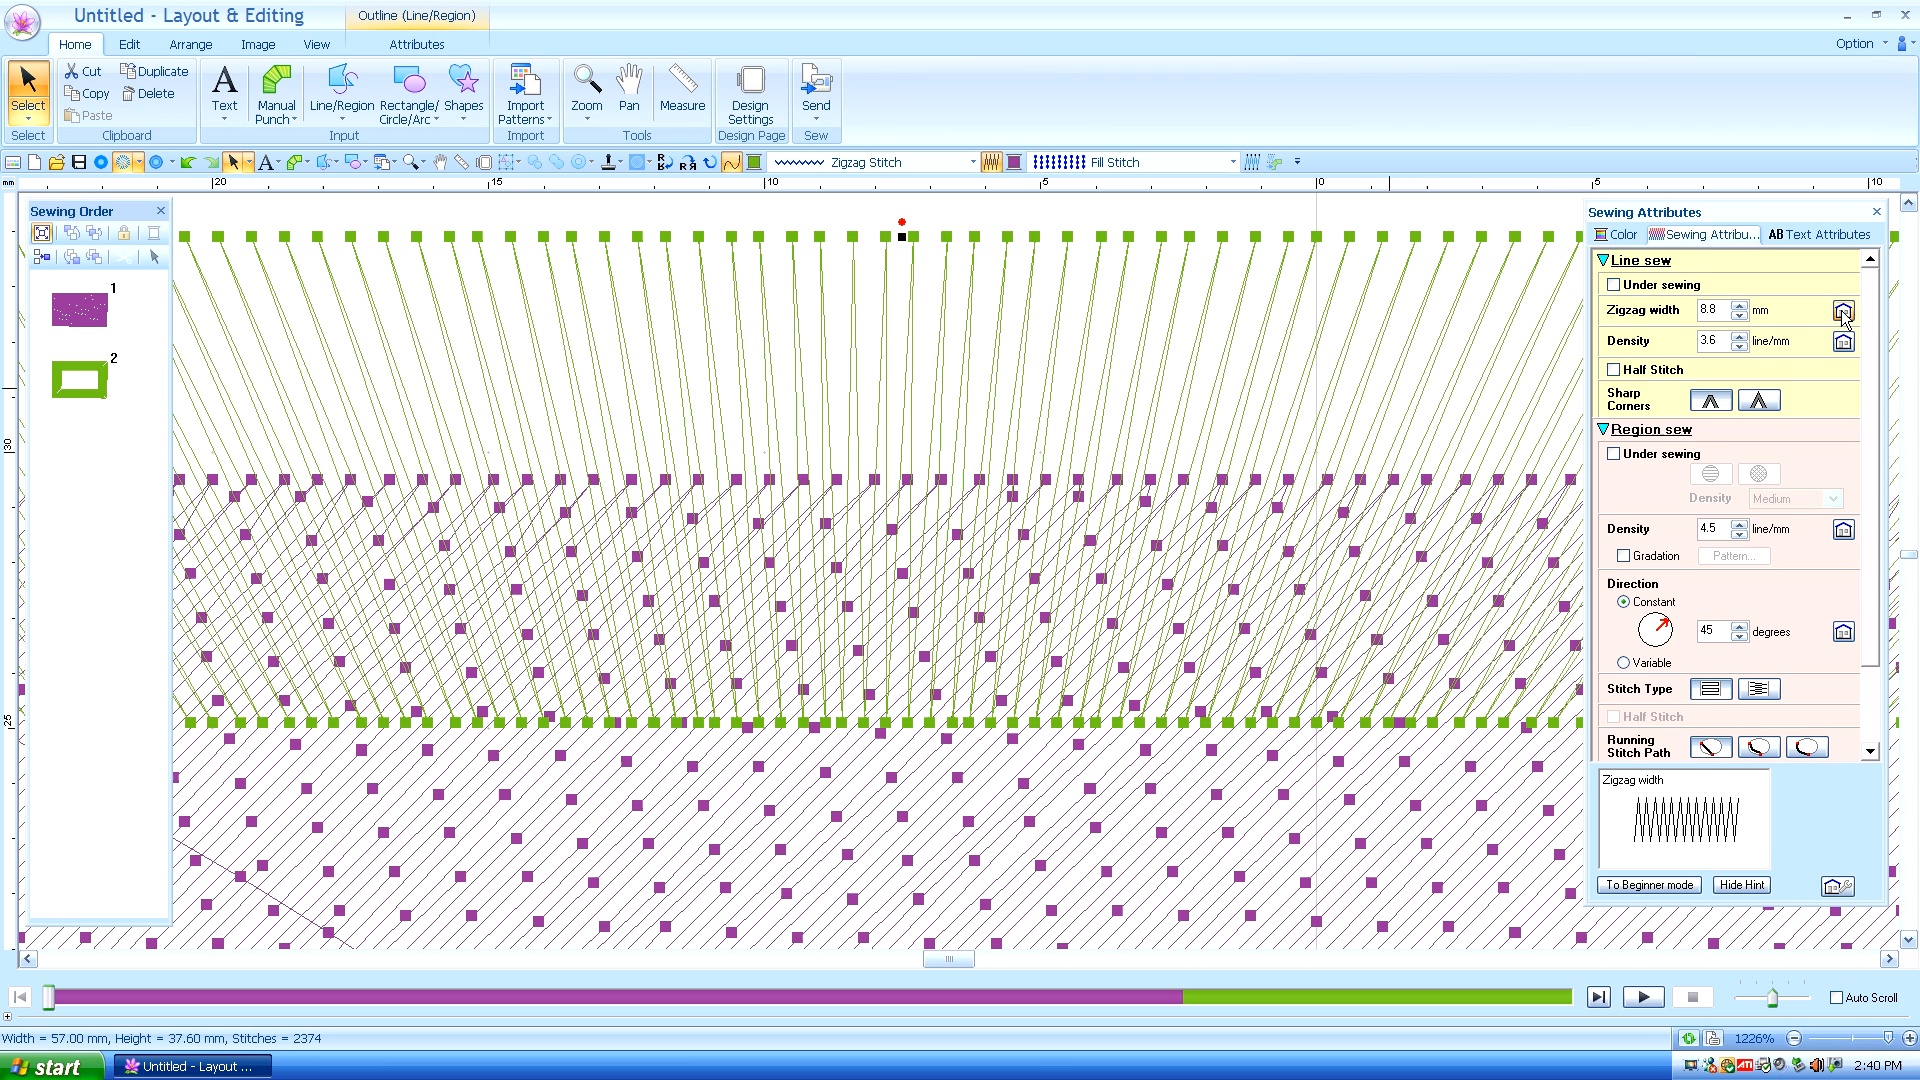 Untitled - Layout & Editing
Outline (Line/Region)
Home Edit Arrange Image View Attributes Option
Select
Cut
Copy
Paste
Duplicate
Delete
Text
Manual
Punch
Line/Region
Rectangle/
Circle/Arc
Shapes
Import
Patterns
Zoom
Pan
Measure
Design
Settings
Send
Select Clipboard Input Import Tools Design Page Sew
Zigzag Stitch
Fill Stitch
mm 20 15 10 5 0 5 10
30
25
Sewing Order
1
2
Sewing Attributes
Color Sewing Attribu... AB Text Attributes
Line sew
Under sewing
Zigzag width 8.8 mm
Density 3.6 line/mm
Half Stitch
Sharp
Corners
Region sew
Under sewing
Density Medium
Density 4.5 line/mm
Gradation Pattern...
Direction
Constant
45 degrees
Variable
Stitch Type
Half Stitch
Running
Stitch Path
Zigzag width
To Beginner mode Hide Hint
Auto Scroll
Width = 57.00 mm, Height = 37.60 mm, Stitches = 2374
1226%
start
Untitled - Layout ...
ATI
2:40 PM